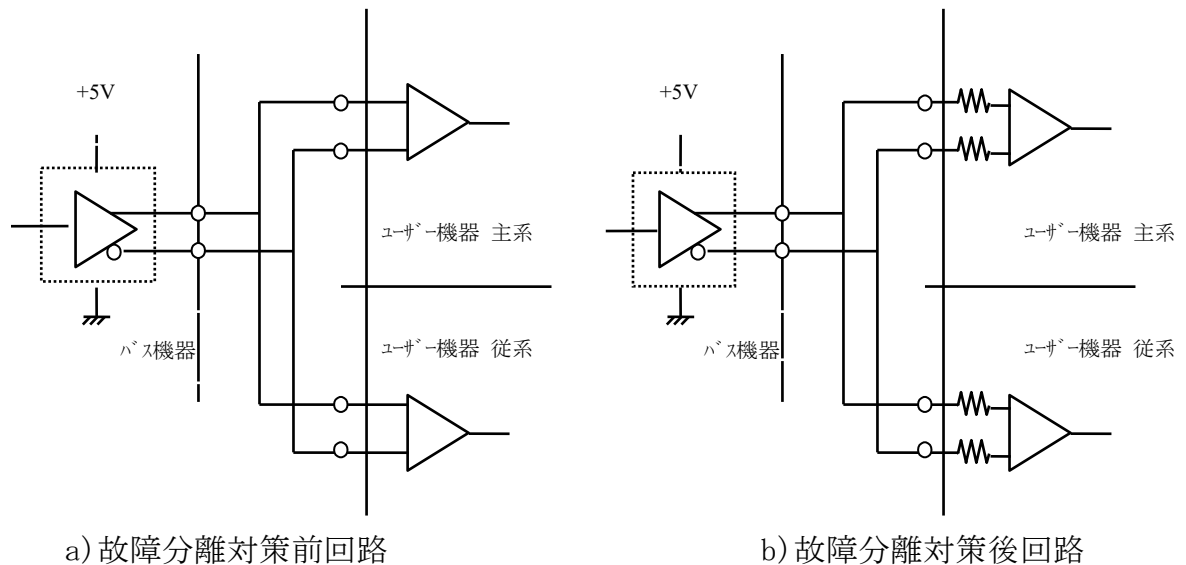 +5V
ﾕｰｻﾞｰ機器 主系
ﾊﾞｽ機器
ﾕｰｻﾞｰ機器 従系
a)故障分離対策前回路
+5V
ﾕｰｻﾞｰ機器 主系
ﾊﾞｽ機器
ﾕｰｻﾞｰ機器 従系
b)故障分離対策後回路